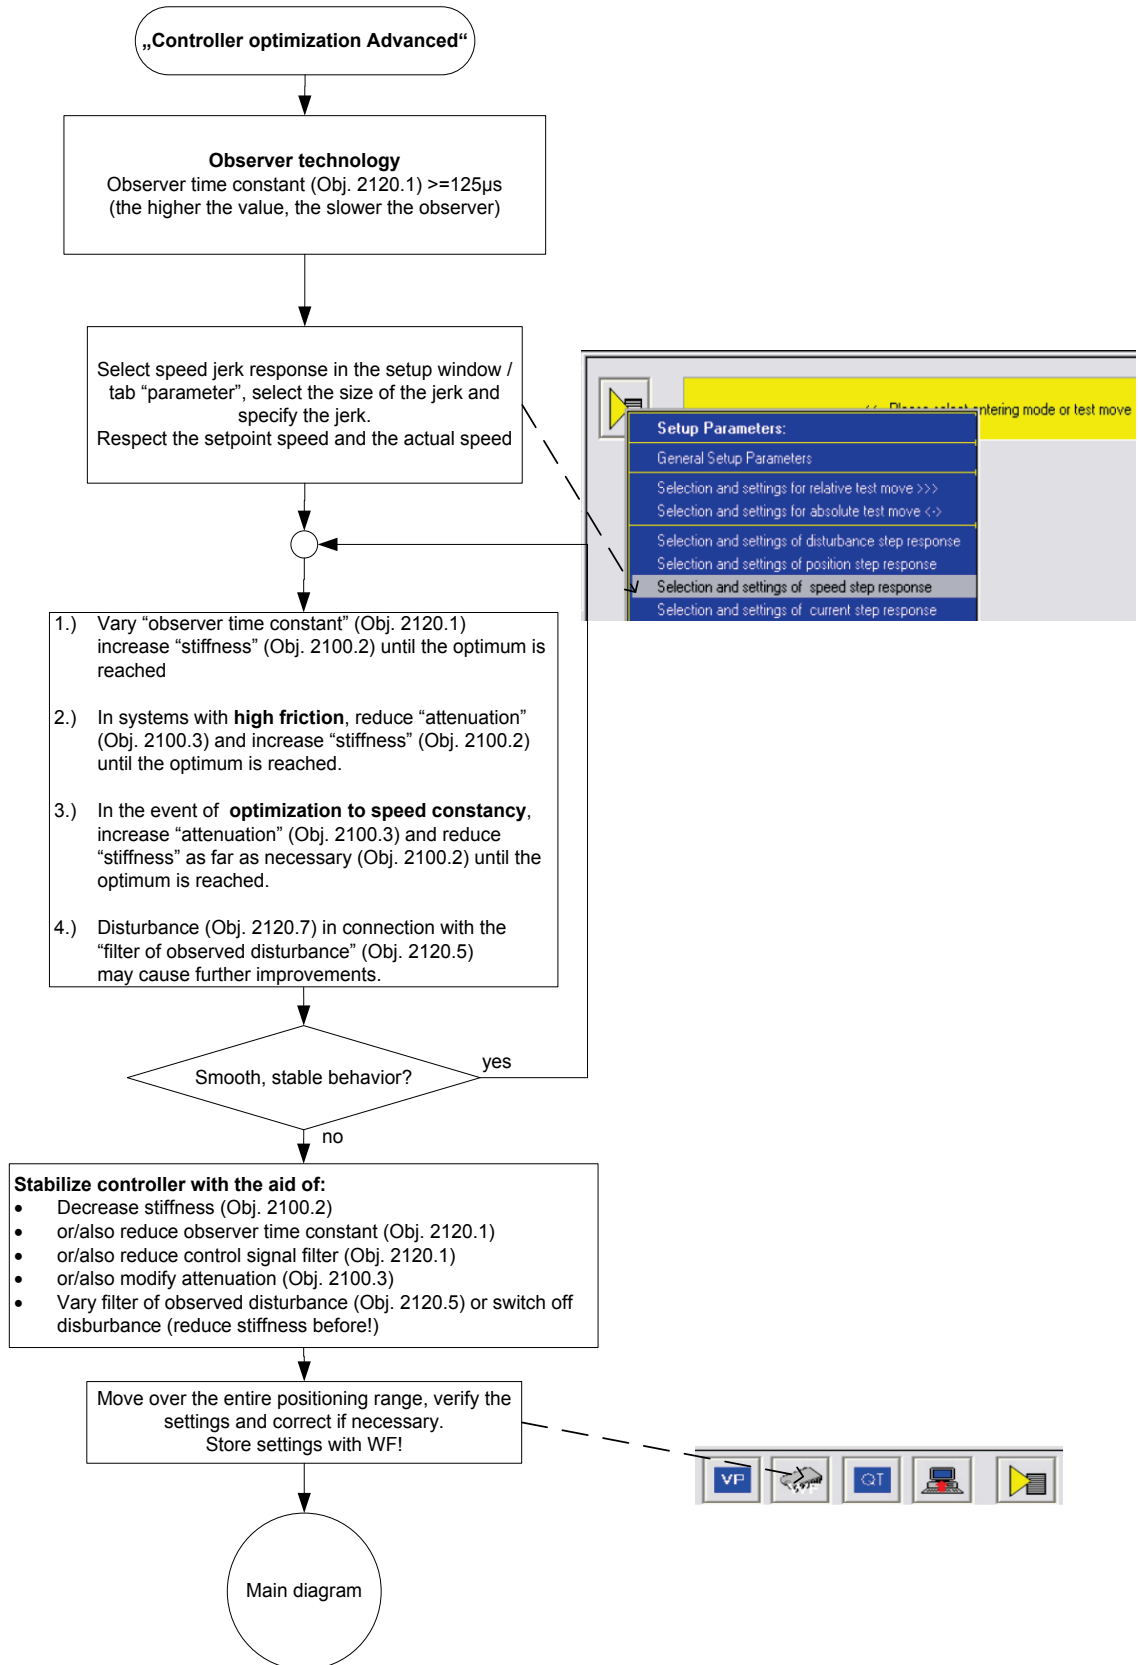 „Controller optimization Advanced“
Observer technology
Observer time constant (Obj. 2120.1) >=125µs
(the higher the value, the slower the observer)
Select speed jerk response in the setup window /
tab “parameter”, select the size of the jerk and
specify the jerk.
Respect the setpoint speed and the actual speed
entering mode or test move
Setup Parameters:
General Setup Parameters
Selection and settings for relative test move >>>
Selection and settings for absolute test move <->
Selection and settings of disturbance step response
Selection and settings of position step response
Selection and settings of speed step response
Selection and settings of current step response
1.) Vary “observer time constant” (Obj. 2120.1)
increase “stiffness” (Obj. 2100.2) until the optimum is
reached
2.) In systems with high friction, reduce “attenuation”
(Obj. 2100.3) and increase “stiffness” (Obj. 2100.2)
until the optimum is reached.
3.) In the event of optimization to speed constancy,
increase “attenuation” (Obj. 2100.3) and reduce
“stiffness” as far as necessary (Obj. 2100.2) until the
optimum is reached.
4.) Disturbance (Obj. 2120.7) in connection with the
“filter of observed disturbance” (Obj. 2120.5)
may cause further improvements.
Smooth, stable behavior?
yes
no
Stabilize controller with the aid of:
• Decrease stiffness (Obj. 2100.2)
• or/also reduce observer time constant (Obj. 2120.1)
• or/also reduce control signal filter (Obj. 2120.1)
• or/also modify attenuation (Obj. 2100.3)
• Vary filter of observed disturbance (Obj. 2120.5) or switch off
disburbance (reduce stiffness before!)
Move over the entire positioning range, verify the
settings and correct if necessary.
Store settings with WF!
VP
QT
Main diagram